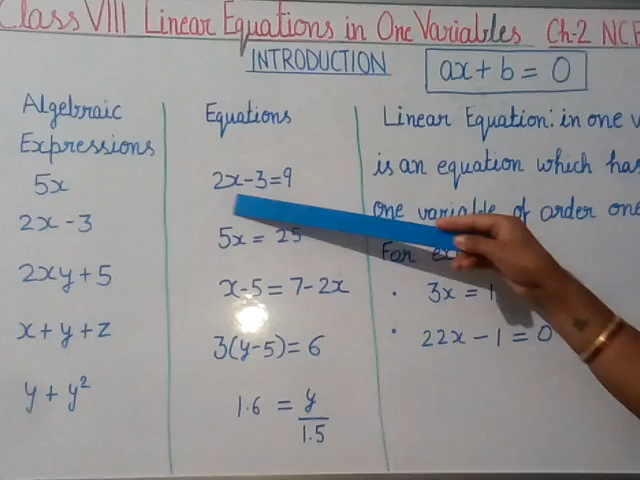 Class VIII Linear Equations in One Variables Ch-2
INTRODUCTION
ax + b = 0
Algebraic
Expressions
5x
2x - 3
2xy + 5
x + y + z
y + y²
Equations
2x - 3 = 9
5x = 25
x - 5 = 7 - 2x
3(y - 5) = 6
1.6 = y/1.5
Linear Equation: in one
is an equation which has
one variable of order one
For
· 3x = 1
· 22x - 1 = 0